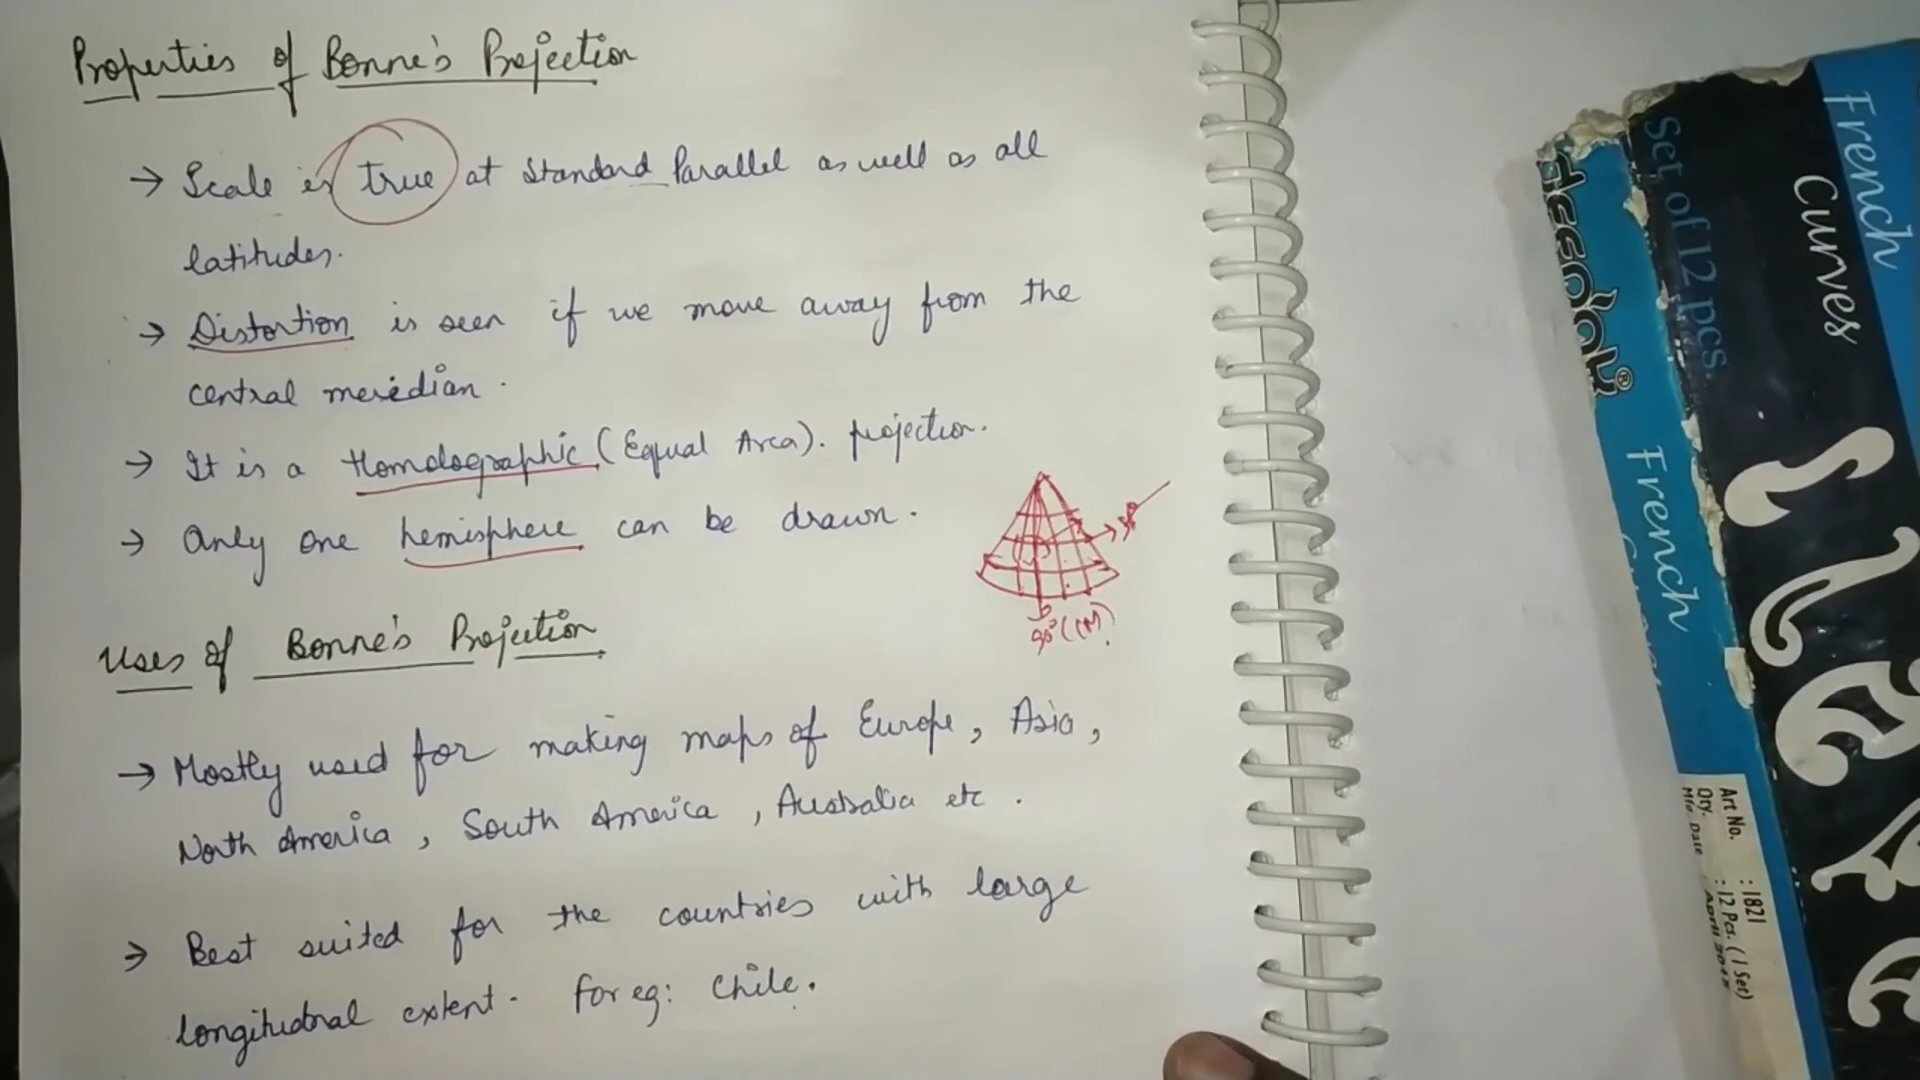 Properties of Bonne's Projection
→ Scale is true at Standard Parallel as well as all
latitudes.
→ Distortion is seen if we move away from the
central meridian.
→ It is a Homolographic (Equal Area). projection.
→ Only one hemisphere can be drawn.
90° (CM)
Uses of Bonne's Projection
→ Mostly used for making maps of Europe, Asia,
North America, South America, Australia etc.
→ Best suited for the countries with large
longitudnal extent. For eg: Chile.
French
Curves
Set of 12 pcs.
French
Art No. : 1821
Qty. : 12 Pcs. (1 Set)
Mfg. Date : April